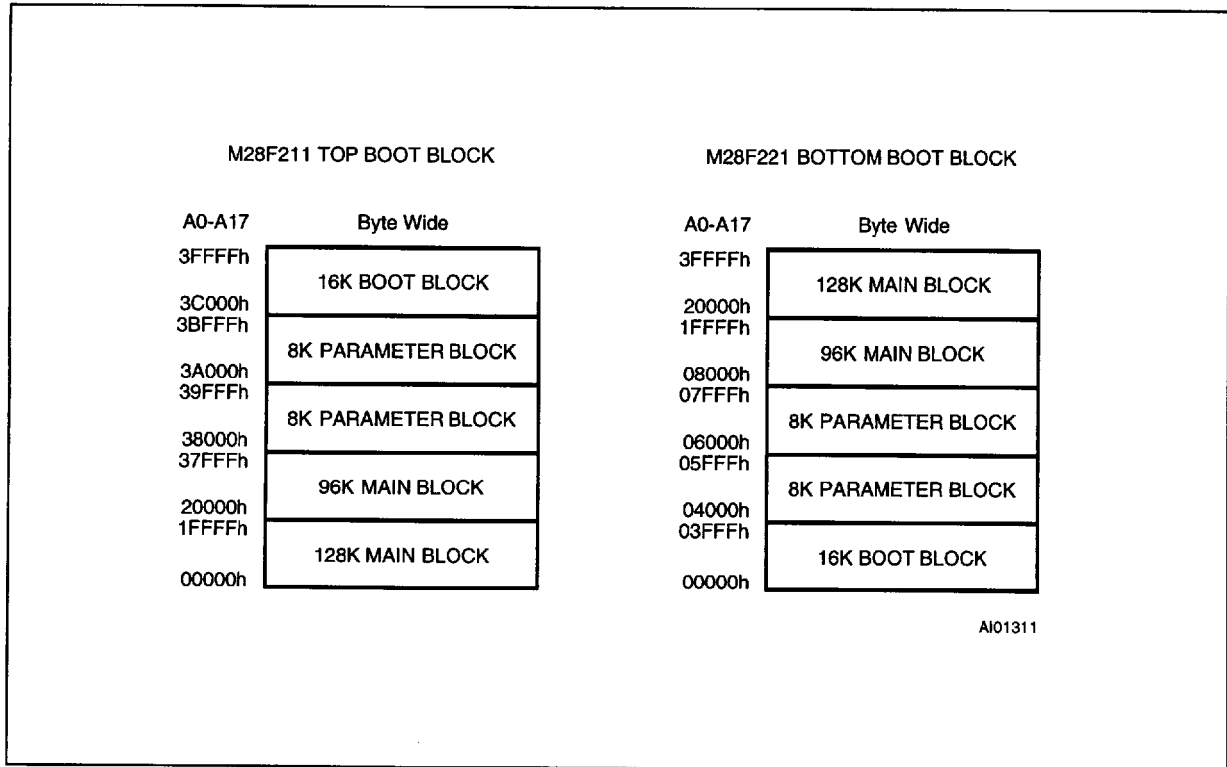 M28F211 TOP BOOT BLOCK
A0-A17 Byte Wide
3FFFFh
16K BOOT BLOCK
3C000h
3BFFFh
8K PARAMETER BLOCK
3A000h
39FFFh
8K PARAMETER BLOCK
38000h
37FFFh
96K MAIN BLOCK
20000h
1FFFFh
128K MAIN BLOCK
00000h
M28F221 BOTTOM BOOT BLOCK
A0-A17 Byte Wide
3FFFFh
128K MAIN BLOCK
20000h
1FFFFh
96K MAIN BLOCK
08000h
07FFFh
8K PARAMETER BLOCK
06000h
05FFFh
8K PARAMETER BLOCK
04000h
03FFFh
16K BOOT BLOCK
00000h
AI01311